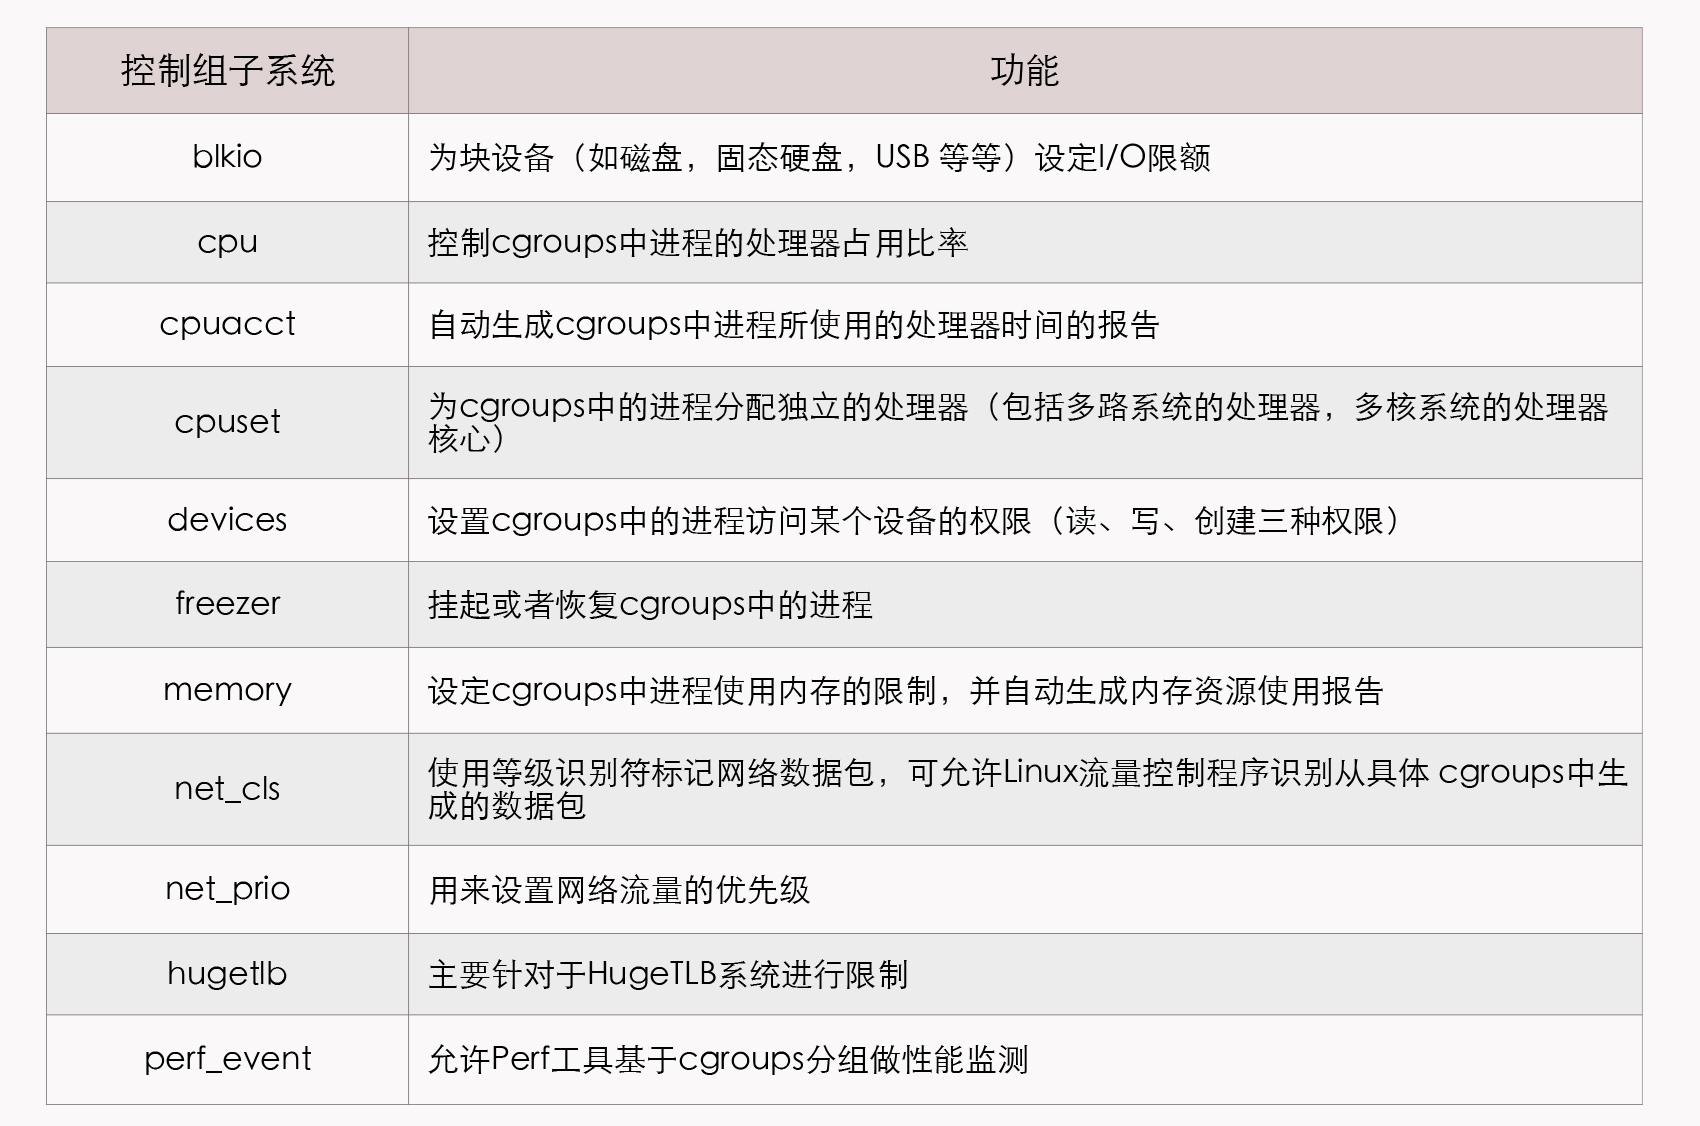 控制组子系统
功能
blkio
为块设备（如磁盘，固态硬盘，USB 等等）设定I/O限额
cpu
控制cgroups中进程的处理器占用比率
cpuacct
自动生成cgroups中进程所使用的处理器时间的报告
cpuset
为cgroups中的进程分配独立的处理器（包括多路系统的处理器，多核系统的处理器
核心）
devices
设置cgroups中的进程访问某个设备的权限（读、写、创建三种权限）
freezer
挂起或者恢复cgroups中的进程
memory
设定cgroups中进程使用内存的限制，并自动生成内存资源使用报告
net_cls
使用等级识别符标记网络数据包，可允许Linux流量控制程序识别从具体 cgroups中生
成的数据包
net_prio
用来设置网络流量的优先级
hugetlb
主要针对于HugeTLB系统进行限制
perf_event
允许Perf工具基于cgroups分组做性能监测